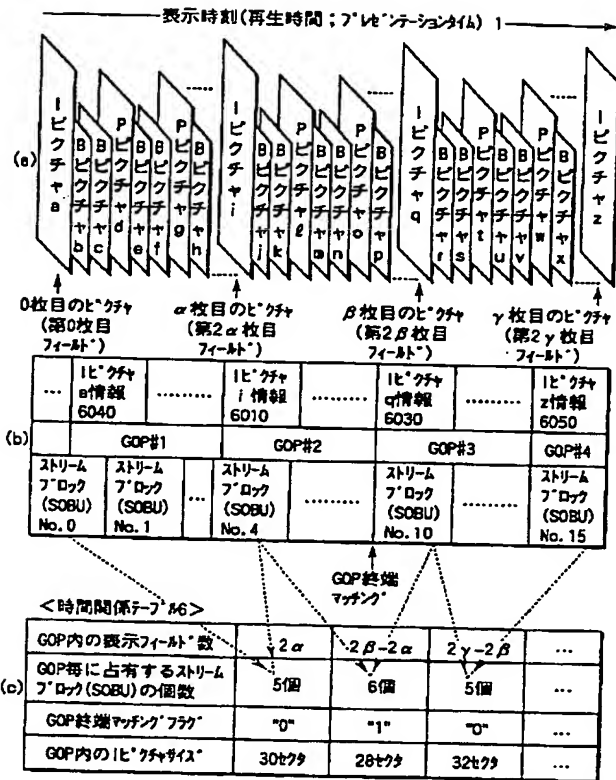 表示時刻(再生時間;プレゼンテーションタイム) 1
(a)
Iピクチャa
Bピクチャb
Bピクチャc
Pピクチャd
Bピクチャe
Bピクチャf
Pピクチャg
Bピクチャh
Iピクチャi
Bピクチャj
Bピクチャk
Pピクチャl
Bピクチャm
Bピクチャn
Pピクチャo
Bピクチャp
Iピクチャq
Bピクチャr
Bピクチャs
Pピクチャt
Bピクチャu
Bピクチャv
Pピクチャw
Bピクチャx
Iピクチャz
0枚目のピクチャ
(第0枚目
フィールド)
α枚目のピクチャ
(第2α枚目
フィールド)
β枚目のピクチャ
(第2β枚目
フィールド)
γ枚目のピクチャ
(第2γ枚目
フィールド)
(b)
… Iピクチャ
a情報
6040
………
Iピクチャ
i情報
6010
………
Iピクチャ
q情報
6030
………
Iピクチャ
z情報
6050
GOP#1 GOP#2 GOP#3 GOP#4
ストリーム
ブロック
(SOBU)
No.0
ストリーム
ブロック
(SOBU)
No.1
…
ストリーム
ブロック
(SOBU)
No.4
………
ストリーム
ブロック
(SOBU)
No.10
………
ストリーム
ブロック
(SOBU)
No.15
GOP終端
マッチング
<時間関係テーブル6>
(c)
GOP内の表示フィールド数 2α 2β-2α 2γ-2β …
GOP毎に占有するストリーム
ブロック(SOBU)の個数 5個 6個 5個 …
GOP終端マッチングフラグ "0" "1" "0" …
GOP内のIピクチャサイズ 30セクタ 28セクタ 32セクタ …